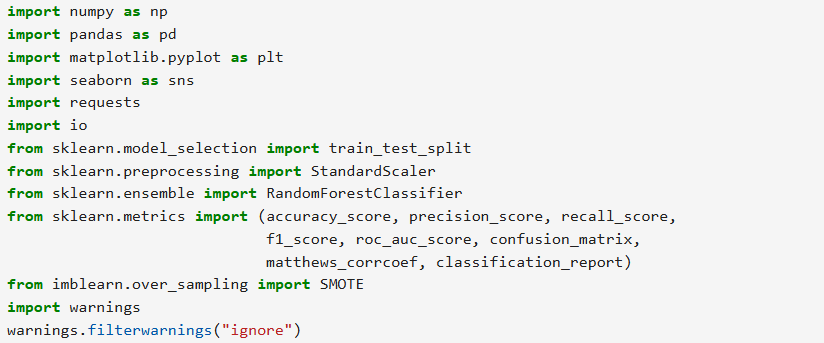 import numpy as np
import pandas as pd
import matplotlib.pyplot as plt
import seaborn as sns
import requests
import io
from sklearn.model_selection import train_test_split
from sklearn.preprocessing import StandardScaler
from sklearn.ensemble import RandomForestClassifier
from sklearn.metrics import (accuracy_score, precision_score, recall_score,
                             f1_score, roc_auc_score, confusion_matrix,
                             matthews_corrcoef, classification_report)
from imblearn.over_sampling import SMOTE
import warnings
warnings.filterwarnings("ignore")